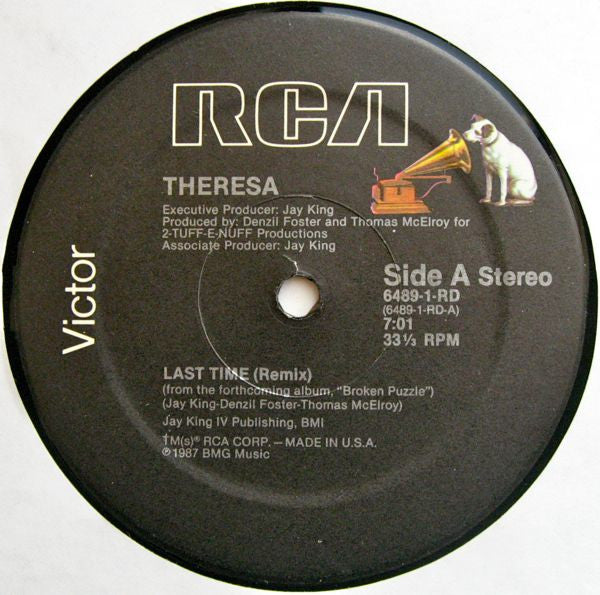 RCA
THERESA
Executive Producer: Jay King
Produced by: Denzil Foster and Thomas McElroy for
2-TUFF-E-NUFF Productions
Associate Producer: Jay King
Victor
Side A Stereo
6489-1-RD
(6489-1-RD-A)
7:01
33⅓ RPM
LAST TIME (Remix)
(from the forthcoming album, "Broken Puzzle")
(Jay King-Denzil Foster-Thomas McElroy)
Jay King IV Publishing, BMI
TM(s)® RCA CORP. — MADE IN U.S.A.
℗1987 BMG Music